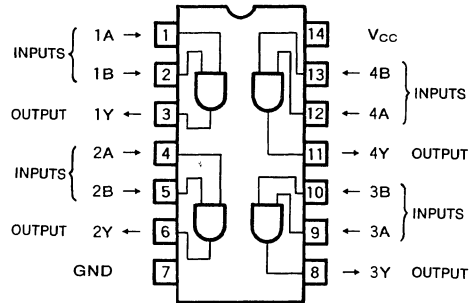 1A 1 14 VCC
INPUTS
1B 2 13 4B
INPUTS
OUTPUT 1Y 3 12 4A
2A 4 11 4Y OUTPUT
INPUTS
2B 5 10 3B
INPUTS
OUTPUT 2Y 6 9 3A
GND 7 8 3Y OUTPUT